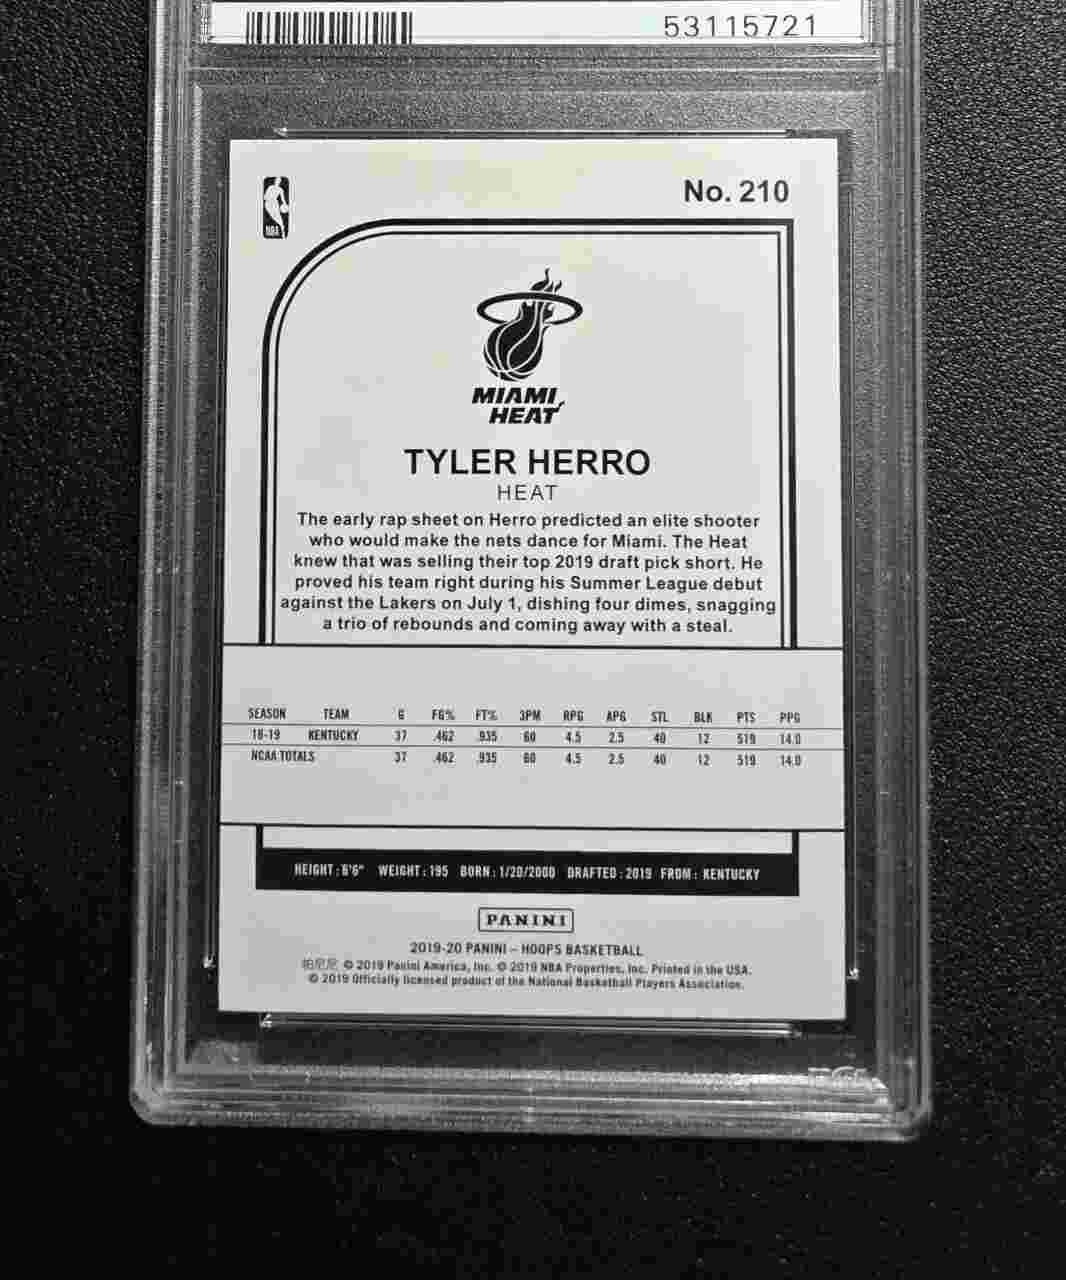 53115721
No. 210
NBA
MIAMI
HEAT
TYLER HERRO
HEAT
The early rap sheet on Herro predicted an elite shooter
who would make the nets dance for Miami. The Heat
knew that was selling their top 2019 draft pick short. He
proved his team right during his Summer League debut
against the Lakers on July 1, dishing four dimes, snagging
a trio of rebounds and coming away with a steal.
SEASON TEAM G FG% FT% 3PM RPG APG STL BLK PTS PPG
18-19 KENTUCKY 37 .462 .935 60 4.5 2.5 40 12 519 14.0
NCAA TOTALS 37 .462 .935 60 4.5 2.5 40 12 519 14.0
HEIGHT: 6'6" WEIGHT: 195 BORN: 1/20/2000 DRAFTED: 2019 FROM: KENTUCKY
PANINI
2019-20 PANINI – HOOPS BASKETBALL
帕尼尼 © 2019 Panini America, Inc. © 2019 NBA Properties, Inc. Printed in the USA.
© 2019 Officially licensed product of the National Basketball Players Association.